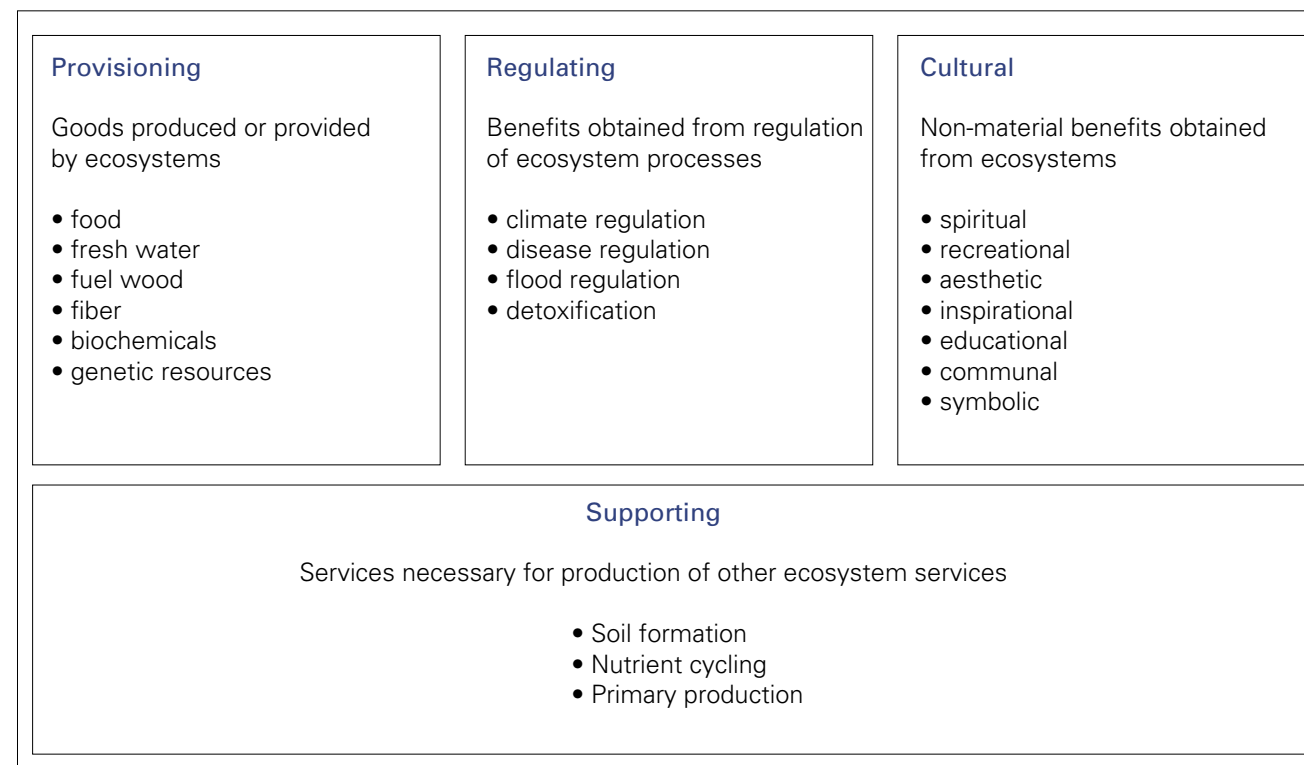 Provisioning
Goods produced or provided
by ecosystems
• food
• fresh water
• fuel wood
• fiber
• biochemicals
• genetic resources
Regulating
Benefits obtained from regulation
of ecosystem processes
• climate regulation
• disease regulation
• flood regulation
• detoxification
Cultural
Non-material benefits obtained
from ecosystems
• spiritual
• recreational
• aesthetic
• inspirational
• educational
• communal
• symbolic
Supporting
Services necessary for production of other ecosystem services
• Soil formation
• Nutrient cycling
• Primary production